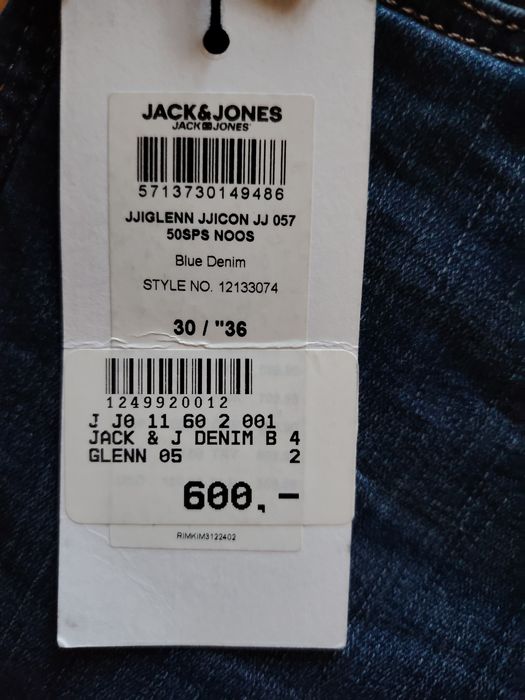 JACK&JONES
JACK&JONES
5713730149486
JJIGLENN JJICON JJ 057
50SPS NOOS
Blue Denim
STYLE NO. 12133074
30 / "36
1249920012
J J0 11 60 2 001
JACK & J DENIM B 4
GLENN 05 2
600,-
RIMKIM3122402